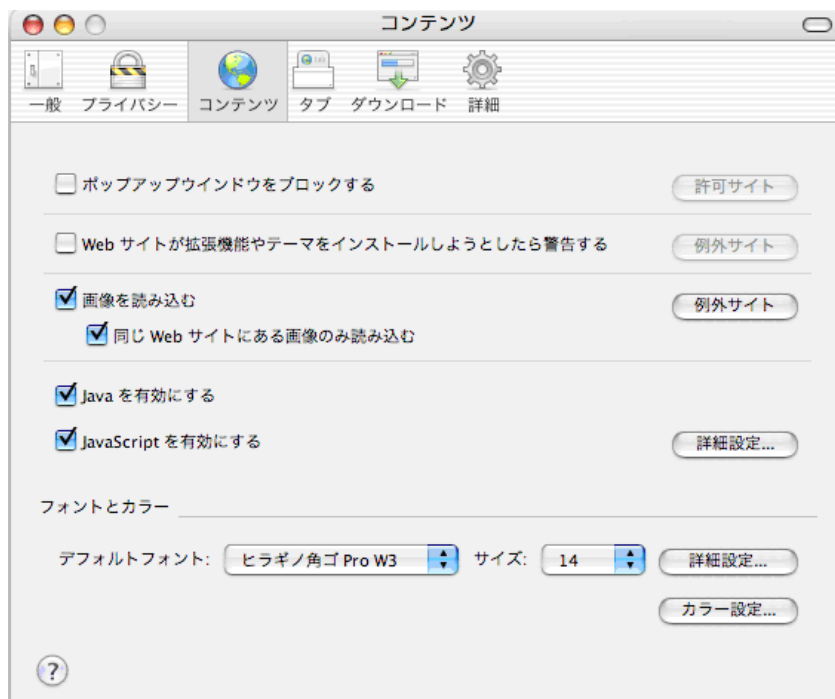 コンテンツ
一般 プライバシー コンテンツ タブ ダウンロード 詳細
ポップアップウインドウをブロックする 許可サイト
Web サイトが拡張機能やテーマをインストールしようとしたら警告する 例外サイト
画像を読み込む 例外サイト
同じ Web サイトにある画像のみ読み込む
Java を有効にする
JavaScript を有効にする 詳細設定...
フォントとカラー
デフォルトフォント: ヒラギノ角ゴ Pro W3 サイズ: 14 詳細設定...
カラー設定...
?